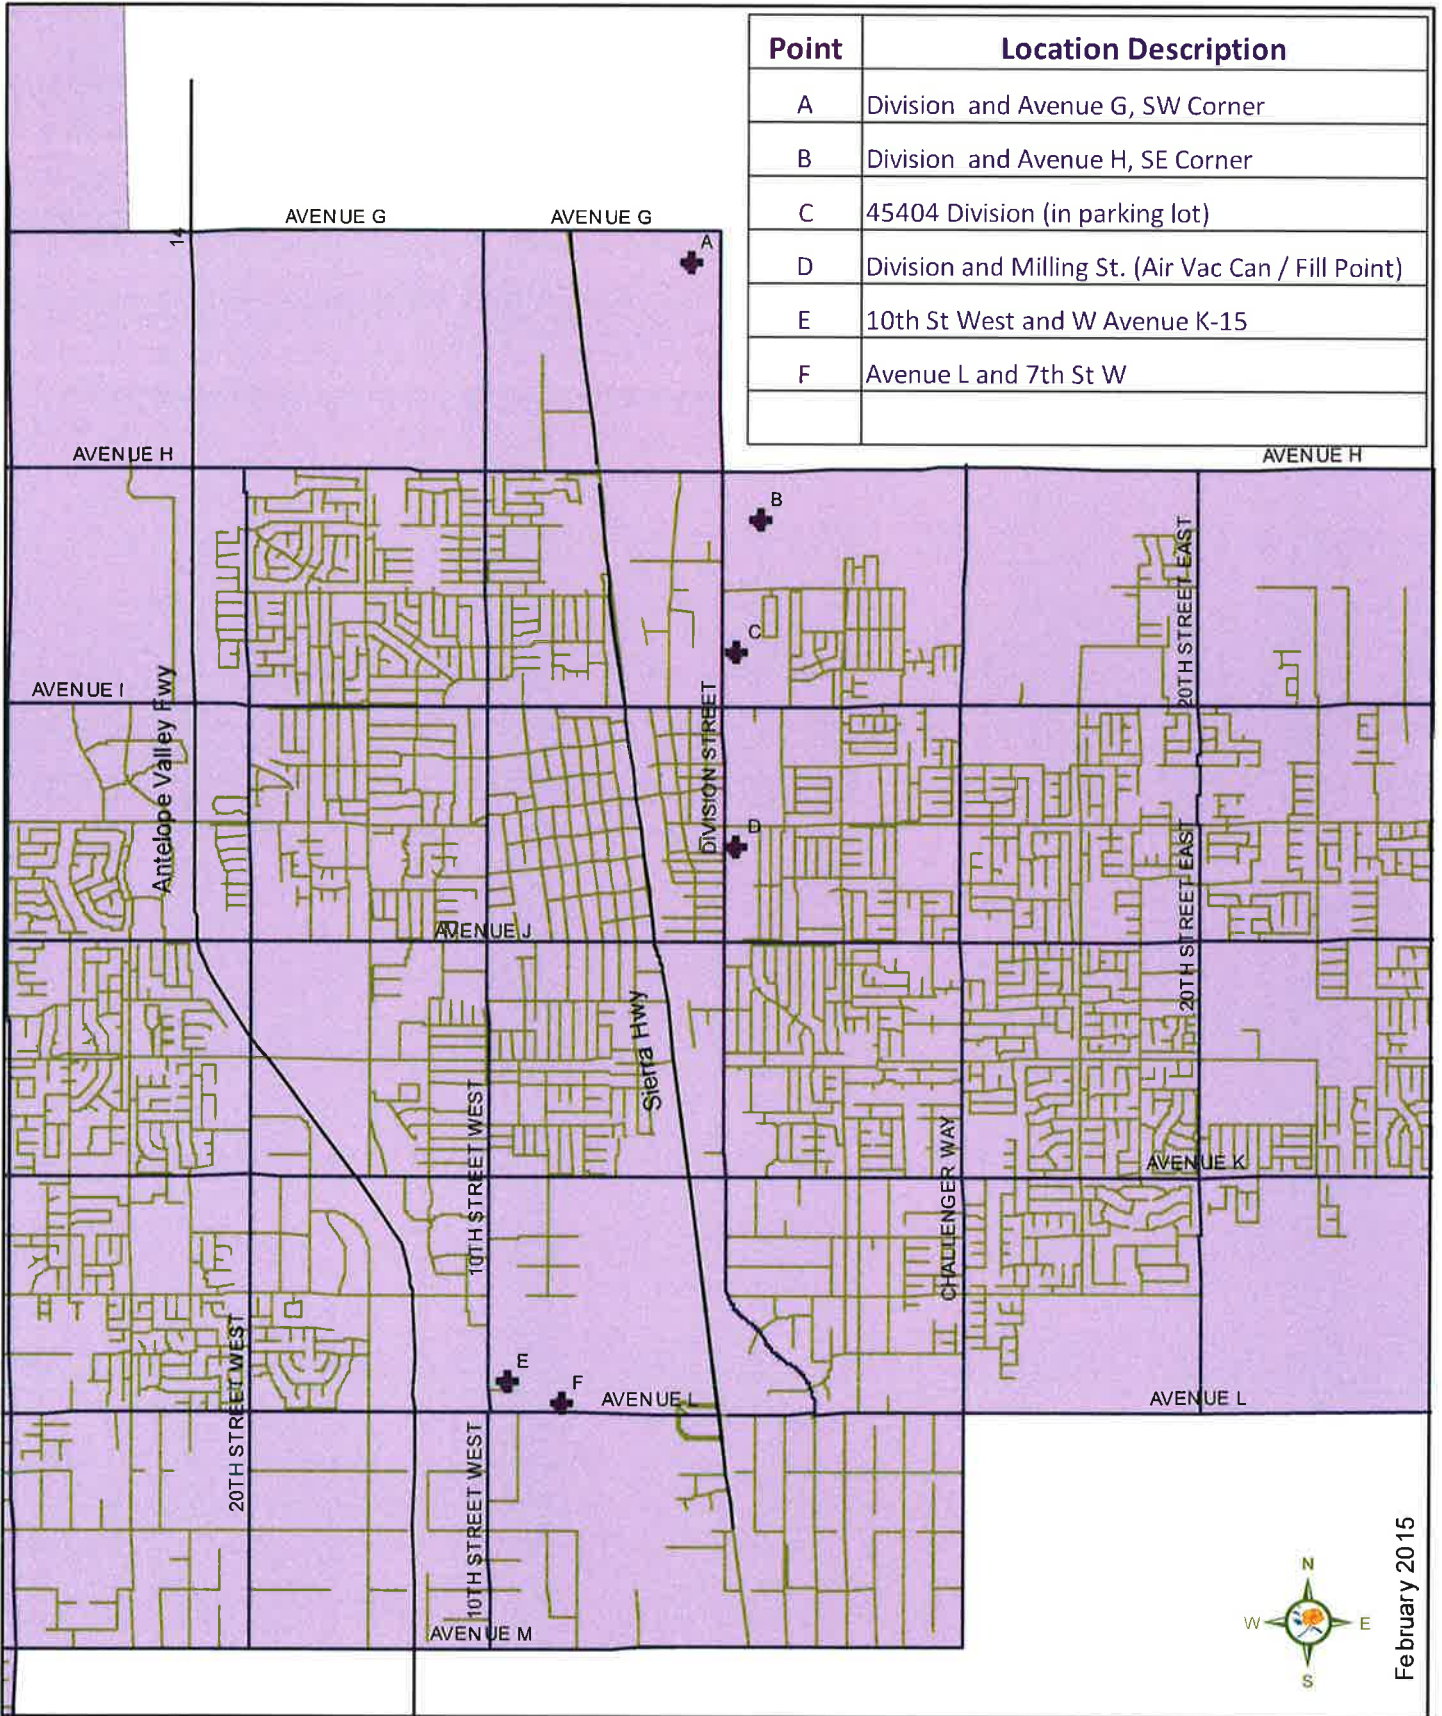 Point Location Description
A Division and Avenue G, SW Corner
B Division and Avenue H, SE Corner
C 45404 Division (in parking lot)
D Division and Milling St. (Air Vac Can / Fill Point)
E 10th St West and W Avenue K-15
F Avenue L and 7th St W
AVENUE G
AVENUE G
14
A
AVENUE H
AVENUE H
B
20TH STREET EAST
C
AVENUE I
Antelope Valley Fwy
DIVISION STREET
D
20TH STREET EAST
AVENUE J
Sierra Hwy
10TH STREET WEST
CHALLENGER WAY
AVENUE K
20TH STREET WEST
E
F
AVENUE L
AVENUE L
10TH STREET WEST
AVENUE M
N
W
E
S
February 2015